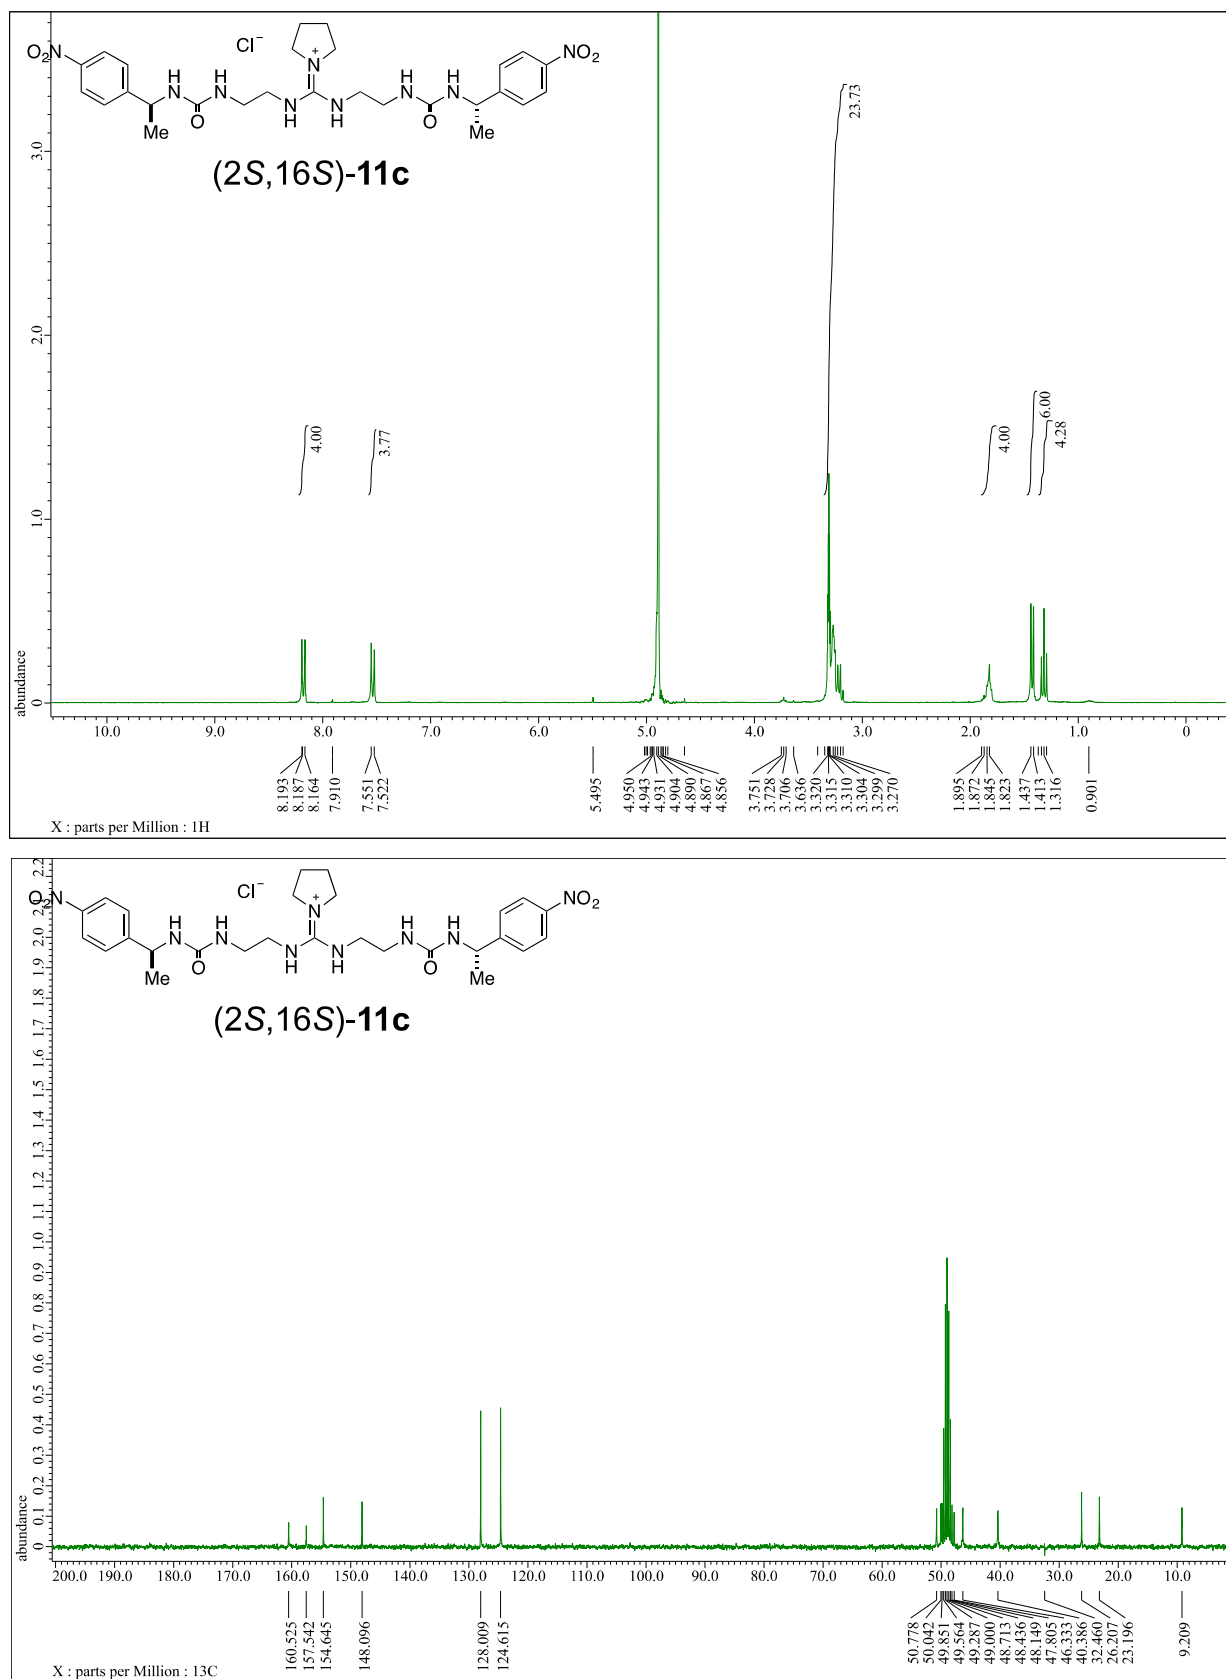 O2N
NO2
Cl−
N+
H
N
H
N
O
Me
N
H
N
H
H
N
H
N
O
Me
(2S,16S)-11c
abundance
0
1.0
2.0
3.0
4.00
3.77
23.73
4.00
6.00
4.28
10.0 9.0 8.0 7.0 6.0 5.0 4.0 3.0 2.0 1.0 0
8.193
8.187
8.164
7.910
7.551
7.522
5.495
4.950
4.943
4.931
4.904
4.890
4.867
4.856
3.751
3.728
3.706
3.636
3.320
3.315
3.310
3.304
3.299
3.270
1.895
1.872
1.845
1.823
1.437
1.413
1.316
0.901
X : parts per Million : 1H
O2N
NO2
Cl−
N+
H
N
H
N
O
Me
N
H
N
H
H
N
H
N
O
Me
(2S,16S)-11c
abundance
0 0.1 0.2 0.3 0.4 0.5 0.6 0.7 0.8 0.9 1.0 1.1 1.2 1.3 1.4 1.5 1.6 1.7 1.8 1.9 2.0 2.1 2.2
200.0 190.0 180.0 170.0 160.0 150.0 140.0 130.0 120.0 110.0 100.0 90.0 80.0 70.0 60.0 50.0 40.0 30.0 20.0 10.0
160.525
157.542
154.645
148.096
128.009
124.615
50.778
50.042
49.851
49.564
49.287
49.000
48.713
48.436
48.149
47.805
46.333
40.386
32.460
26.207
23.196
9.209
X : parts per Million : 13C